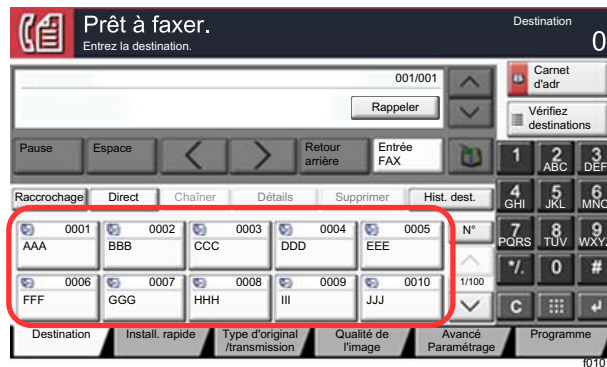 Prêt à faxer.
Entrez la destination.
Destination
0
001/001
Rappeler
Carnet
d'adr
Vérifiez
destinations
Pause
Espace
Retour
arrière
Entrée
FAX
1
2
ABC
3
DEF
Raccrochage
Direct
Chaîner
Détails
Supprimer
Hist. dest.
4
GHI
5
JKL
6
MNO
0001
AAA
0002
BBB
0003
CCC
0004
DDD
0005
EEE
N°
7
PQRS
8
TUV
9
WXYZ
0006
FFF
0007
GGG
0008
HHH
0009
III
0010
JJJ
1/100
*/.
0
#
C
Destination
Install. rapide
Type d'original
/transmission
Qualité de
l'image
Avancé
Paramétrage
Programme
f010